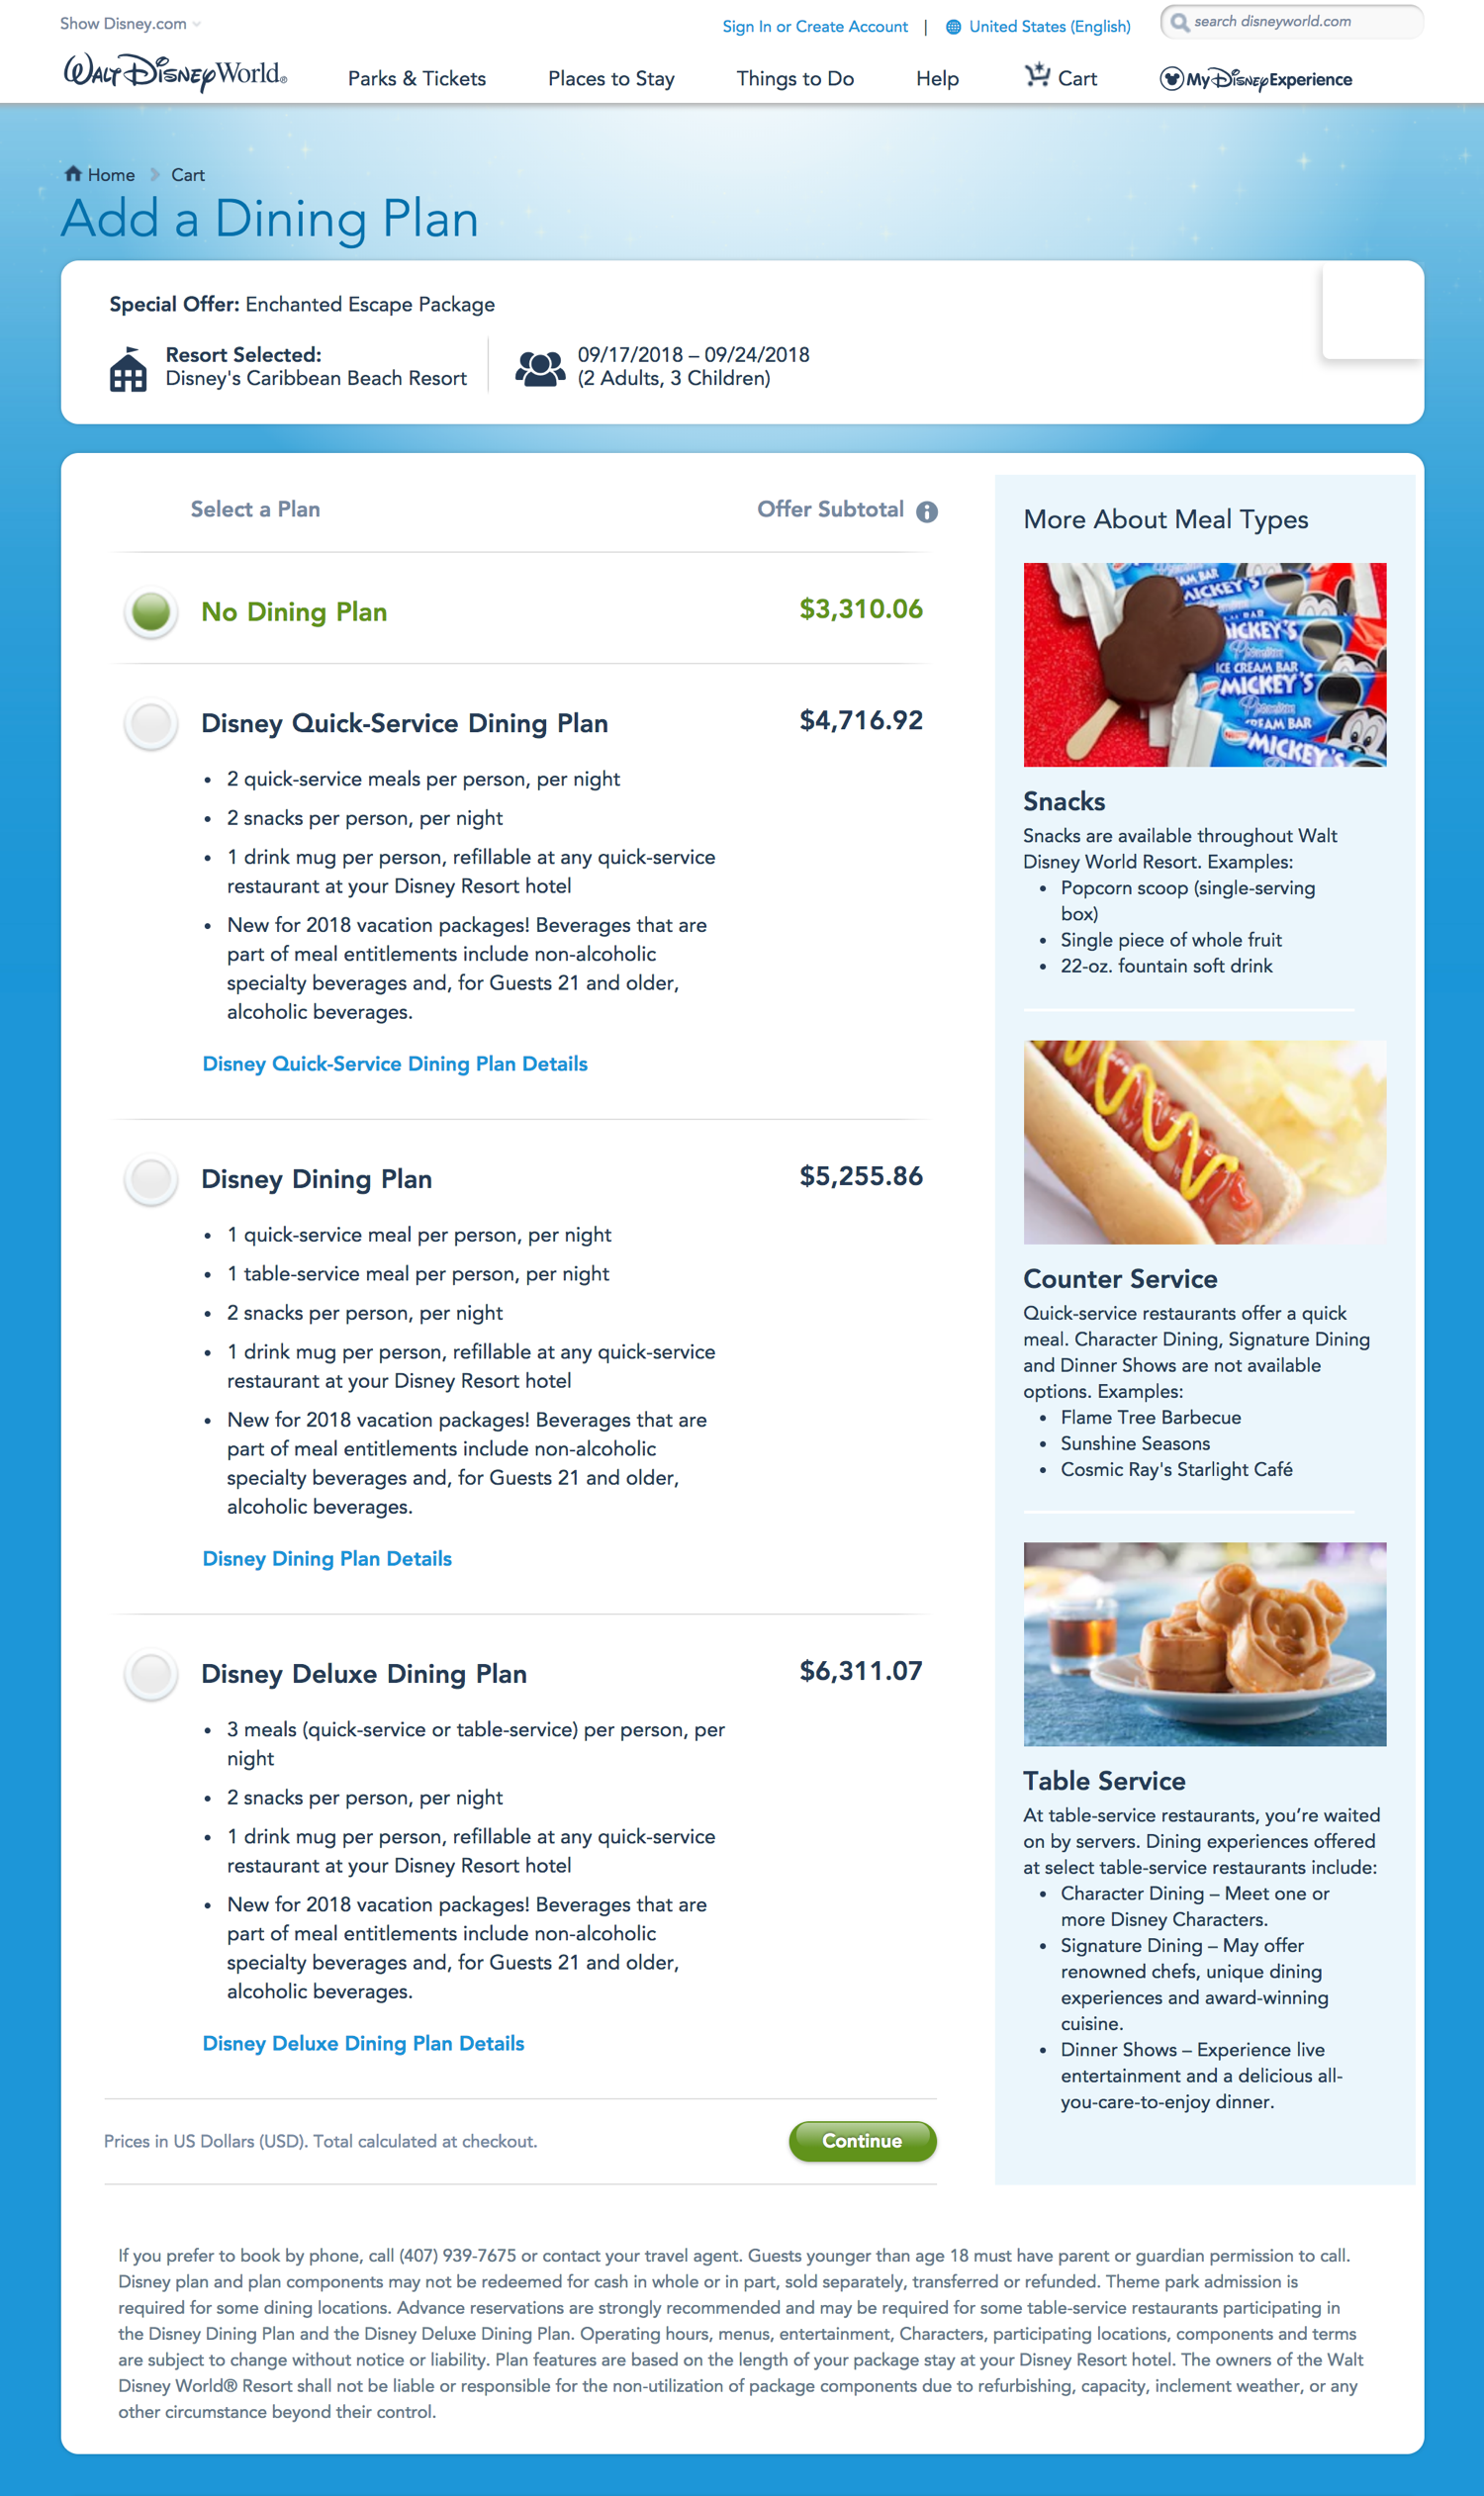 Show Disney.com
Sign In or Create Account | United States (English)
search disneyworld.com
Walt Disney World®
Parks & Tickets
Places to Stay
Things to Do
Help
Cart
My Disney Experience
Home
Cart
Add a Dining Plan
Special Offer: Enchanted Escape Package
Resort Selected:
Disney's Caribbean Beach Resort
09/17/2018 – 09/24/2018
(2 Adults, 3 Children)
Select a Plan
Offer Subtotal
No Dining Plan
$3,310.06
Disney Quick-Service Dining Plan
$4,716.92
• 2 quick-service meals per person, per night
• 2 snacks per person, per night
• 1 drink mug per person, refillable at any quick-service
restaurant at your Disney Resort hotel
• New for 2018 vacation packages! Beverages that are
part of meal entitlements include non-alcoholic
specialty beverages and, for Guests 21 and older,
alcoholic beverages.
Disney Quick-Service Dining Plan Details
Disney Dining Plan
$5,255.86
• 1 quick-service meal per person, per night
• 1 table-service meal per person, per night
• 2 snacks per person, per night
• 1 drink mug per person, refillable at any quick-service
restaurant at your Disney Resort hotel
• New for 2018 vacation packages! Beverages that are
part of meal entitlements include non-alcoholic
specialty beverages and, for Guests 21 and older,
alcoholic beverages.
Disney Dining Plan Details
Disney Deluxe Dining Plan
$6,311.07
• 3 meals (quick-service or table-service) per person, per
night
• 2 snacks per person, per night
• 1 drink mug per person, refillable at any quick-service
restaurant at your Disney Resort hotel
• New for 2018 vacation packages! Beverages that are
part of meal entitlements include non-alcoholic
specialty beverages and, for Guests 21 and older,
alcoholic beverages.
Disney Deluxe Dining Plan Details
Prices in US Dollars (USD). Total calculated at checkout.
Continue
More About Meal Types
AM BAR
MICKEY'S
MICKEY'S
Premium
ICE CREAM BAR
MICKEY'S
Premium
MICKEY'S
Snacks
Snacks are available throughout Walt
Disney World Resort. Examples:
• Popcorn scoop (single-serving
box)
• Single piece of whole fruit
• 22-oz. fountain soft drink
Counter Service
Quick-service restaurants offer a quick
meal. Character Dining, Signature Dining
and Dinner Shows are not available
options. Examples:
• Flame Tree Barbecue
• Sunshine Seasons
• Cosmic Ray's Starlight Café
Table Service
At table-service restaurants, you’re waited
on by servers. Dining experiences offered
at select table-service restaurants include:
• Character Dining – Meet one or
more Disney Characters.
• Signature Dining – May offer
renowned chefs, unique dining
experiences and award-winning
cuisine.
• Dinner Shows – Experience live
entertainment and a delicious all-
you-care-to-enjoy dinner.
If you prefer to book by phone, call (407) 939-7675 or contact your travel agent. Guests younger than age 18 must have parent or guardian permission to call.
Disney plan and plan components may not be redeemed for cash in whole or in part, sold separately, transferred or refunded. Theme park admission is
required for some dining locations. Advance reservations are strongly recommended and may be required for some table-service restaurants participating in
the Disney Dining Plan and the Disney Deluxe Dining Plan. Operating hours, menus, entertainment, Characters, participating locations, components and terms
are subject to change without notice or liability. Plan features are based on the length of your package stay at your Disney Resort hotel. The owners of the Walt
Disney World® Resort shall not be liable or responsible for the non-utilization of package components due to refurbishing, capacity, inclement weather, or any
other circumstance beyond their control.